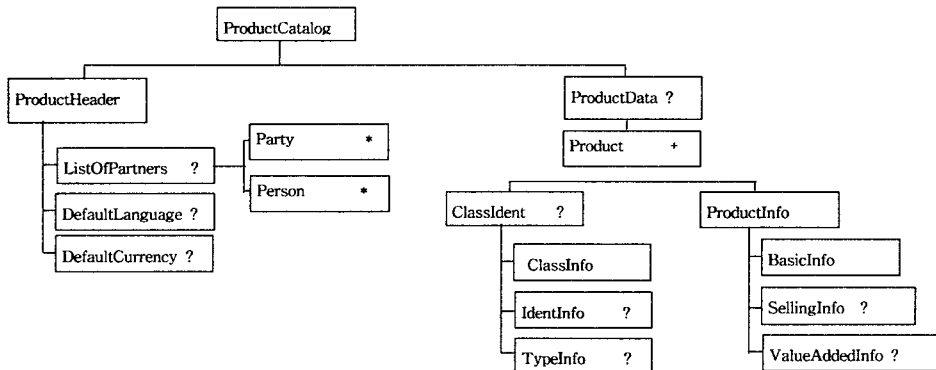 ProductCatalog
ProductHeader
ProductData ?
Product +
ListOfPartners ?
Party *
Person *
DefaultLanguage ?
DefaultCurrency ?
ClassIdent ?
ProductInfo
ClassInfo
IdentInfo ?
TypeInfo ?
BasicInfo
SellingInfo ?
ValueAddedInfo ?